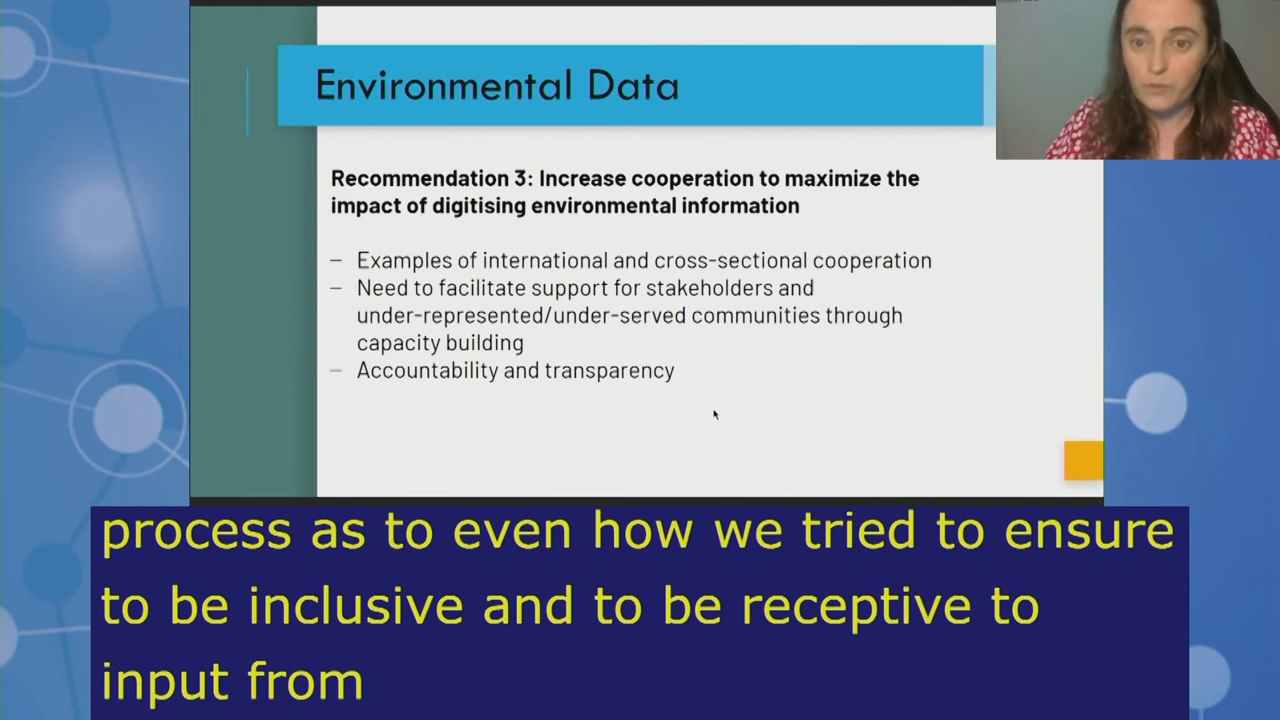 Environmental Data
Recommendation 3: Increase cooperation to maximize the
impact of digitising environmental information
– Examples of international and cross-sectional cooperation
– Need to facilitate support for stakeholders and
under-represented/under-served communities through
capacity building
– Accountability and transparency
process as to even how we tried to ensure
to be inclusive and to be receptive to
input from